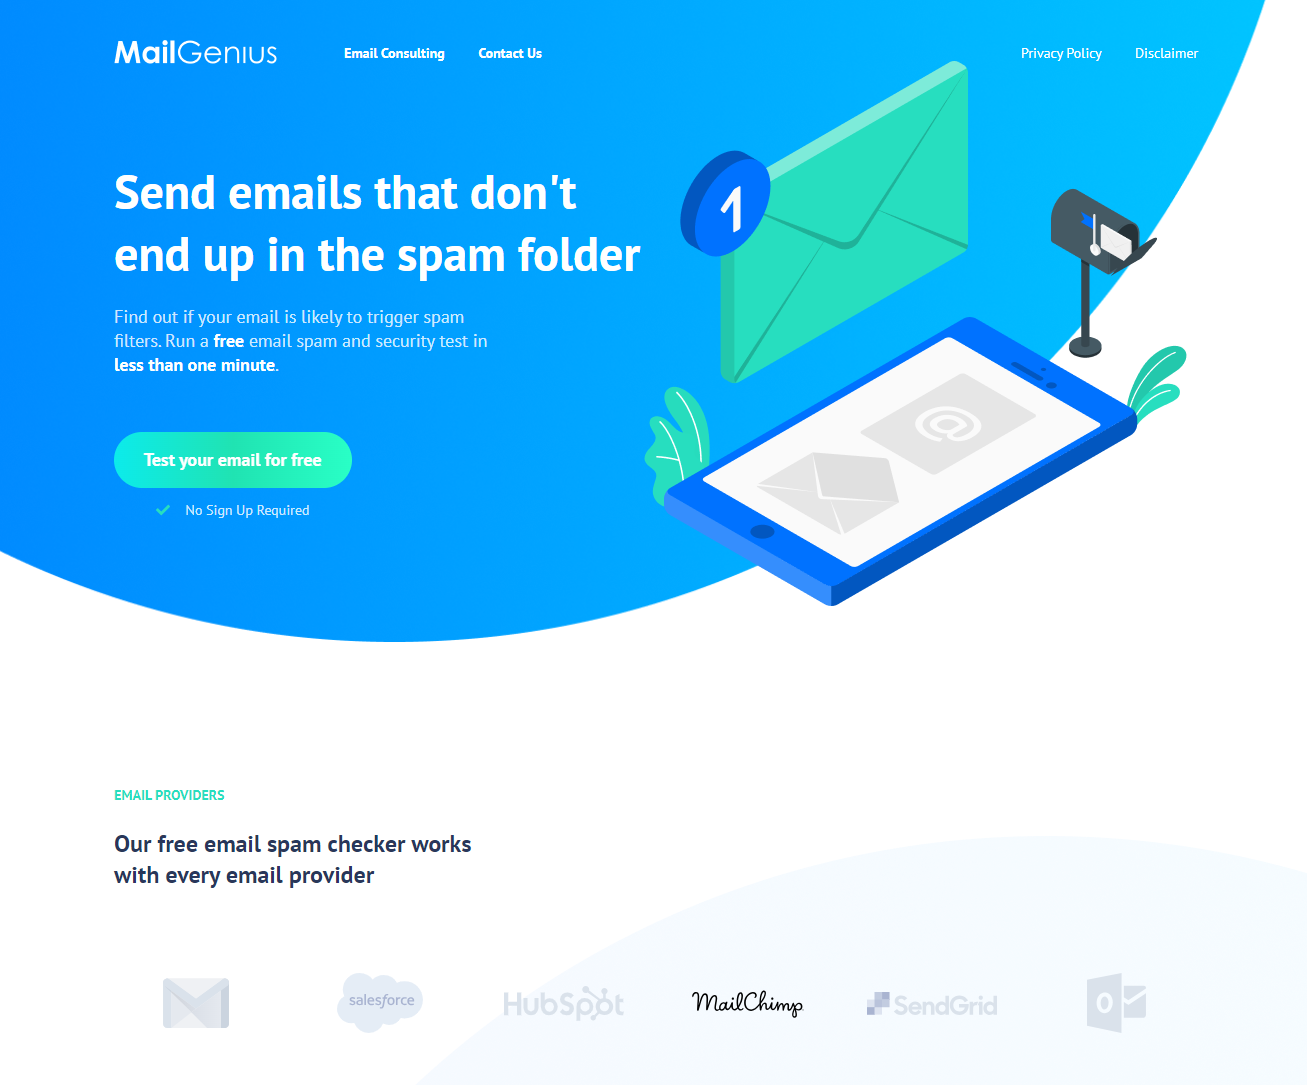 MailGenius
Email Consulting
Contact Us
Privacy Policy
Disclaimer
1
Send emails that don't
end up in the spam folder
Find out if your email is likely to trigger spam
filters. Run a free email spam and security test in
less than one minute.
@
Test your email for free
No Sign Up Required
EMAIL PROVIDERS
Our free email spam checker works
with every email provider
salesforce
HubSpot
MailChimp
SendGrid
O